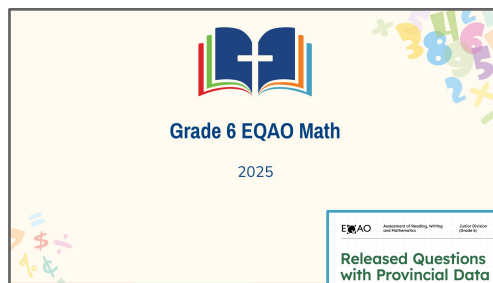 Grade 6 EQAO Math
2025
EQAO
Assessment of Reading, Writing
and Mathematics
Junior Division
(Grade 6)
Released Questions
with Provincial Data